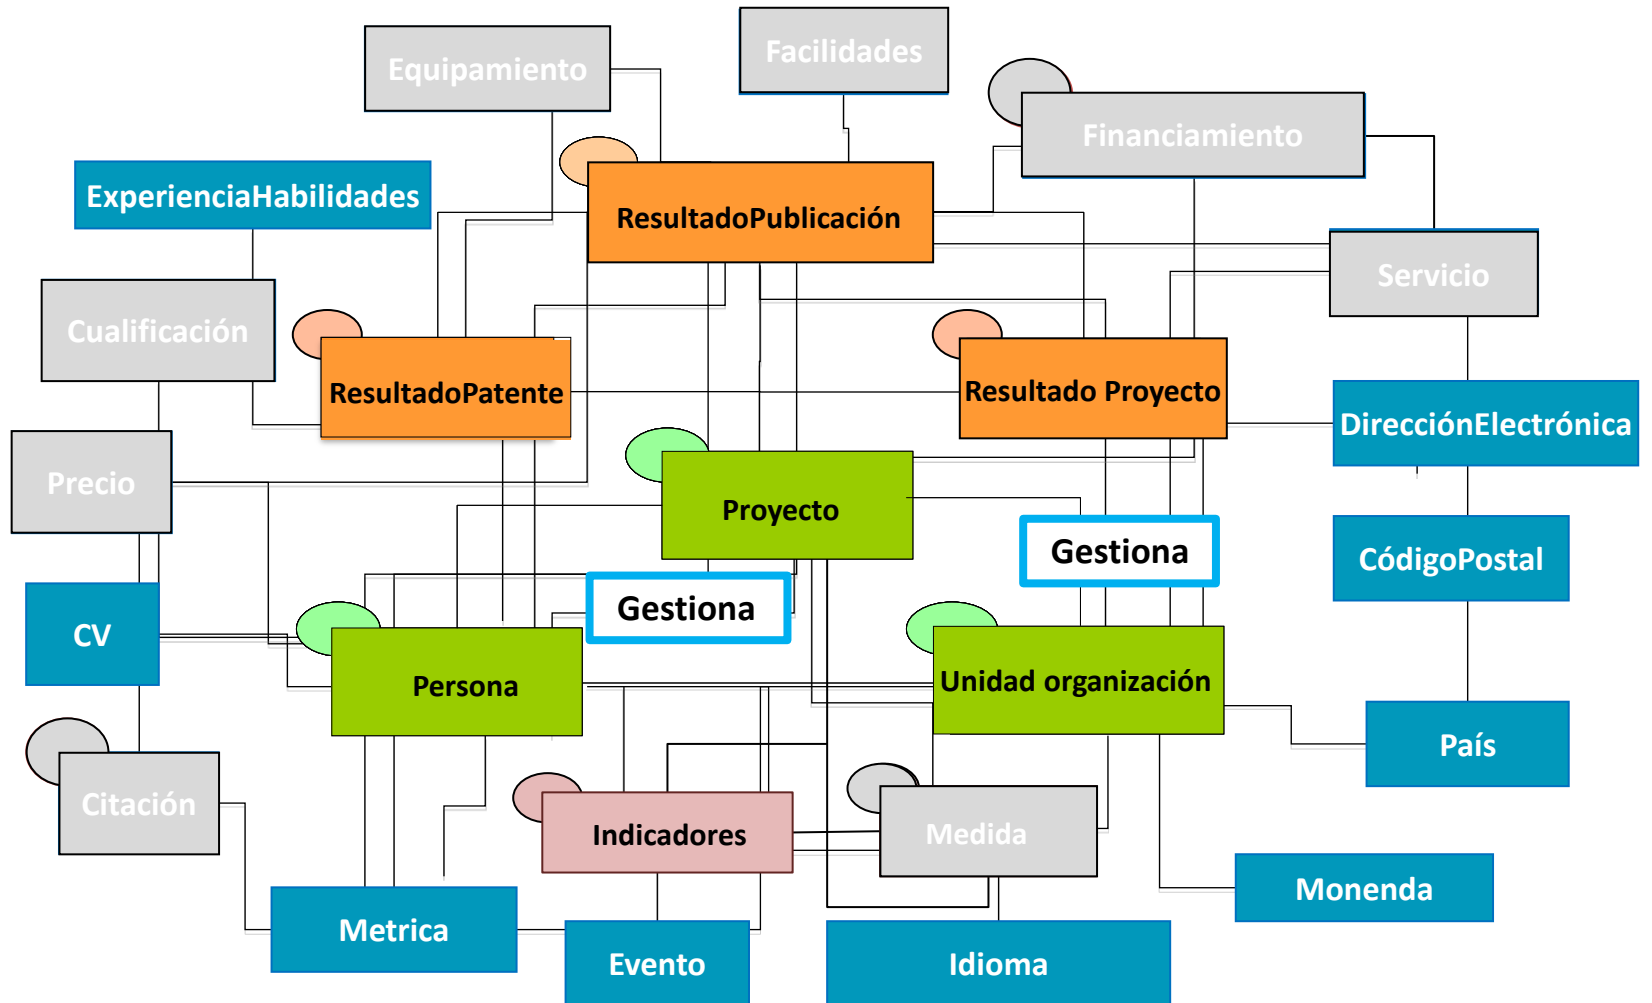 Facilidades
Equipamiento
Financiamiento
ExperienciaHabilidades
ResultadoPublicación
Servicio
Cualificación
ResultadoPatente
Resultado Proyecto
DirecciónElectrónica
Precio
Proyecto
Gestiona
CódigoPostal
Gestiona
CV
Persona
Unidad organización
País
Citación
Indicadores
Medida
Monenda
Metrica
Evento
Idioma